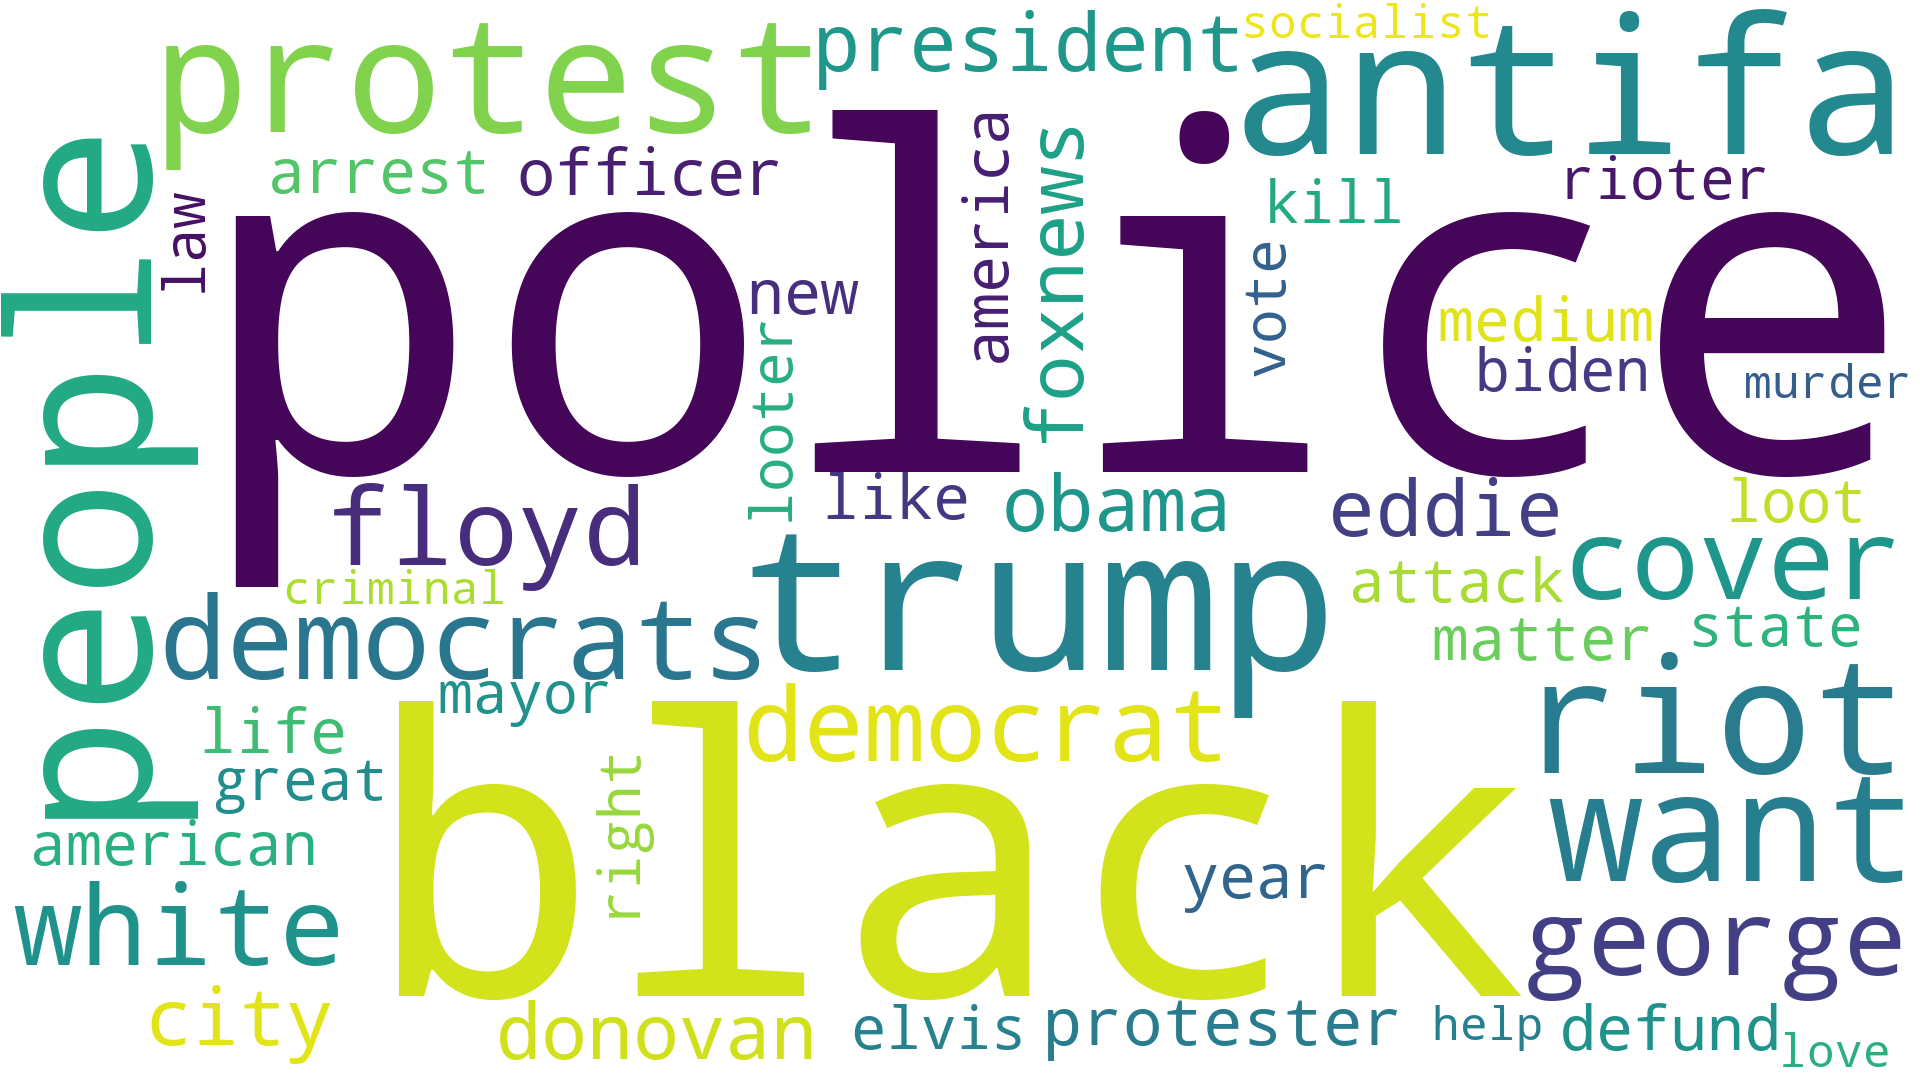 socialist
protest
president
antifa
people
america
foxnews
arrest
officer
kill
rioter
law
police
vote
new
medium
looter
biden
murder
like
obama
eddie
loot
floyd
trump
cover
criminal
attack
democrats
matter
state
mayor
riot
life
democrat
great
black
want
right
american
year
white
george
city
donovan
elvis
protester
help
defund
love